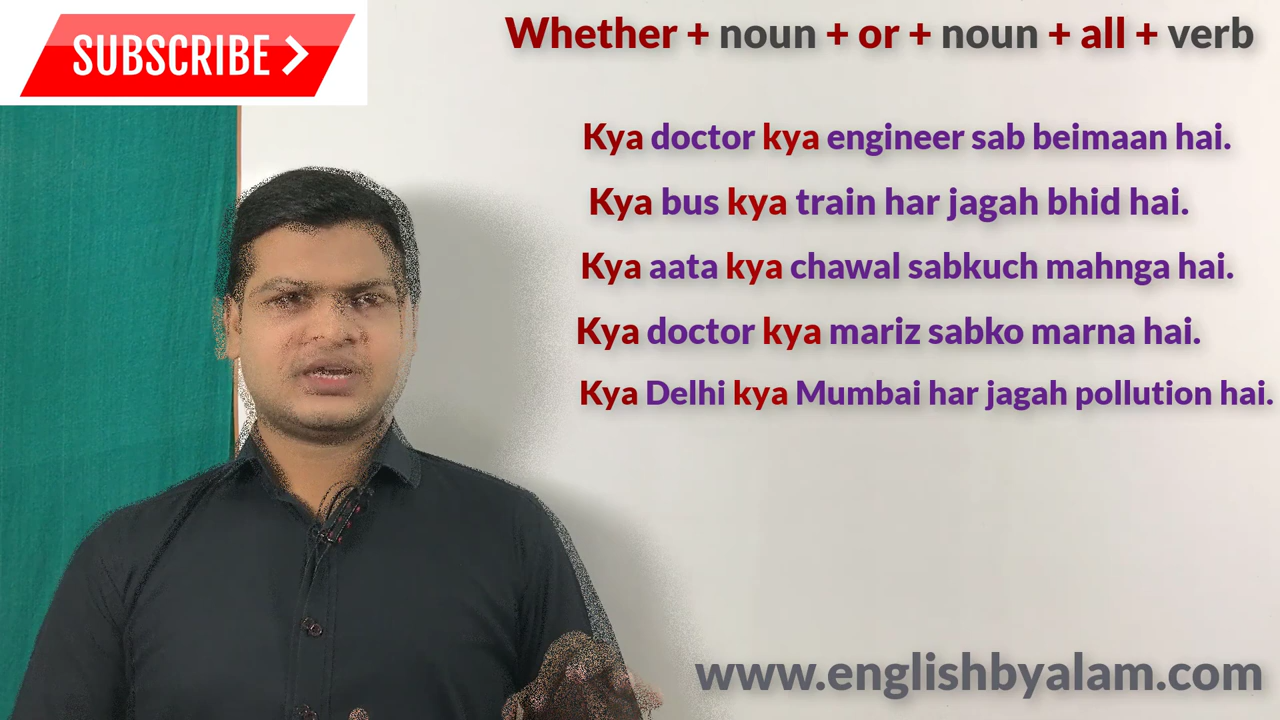 SUBSCRIBE
Whether + noun + or + noun + all + verb
Kya doctor kya engineer sab beimaan hai.
Kya bus kya train har jagah bhid hai.
Kya aata kya chawal sabkuch mahnga hai.
Kya doctor kya mariz sabko marna hai.
Kya Delhi kya Mumbai har jagah pollution hai.
www.englishbyalam.com